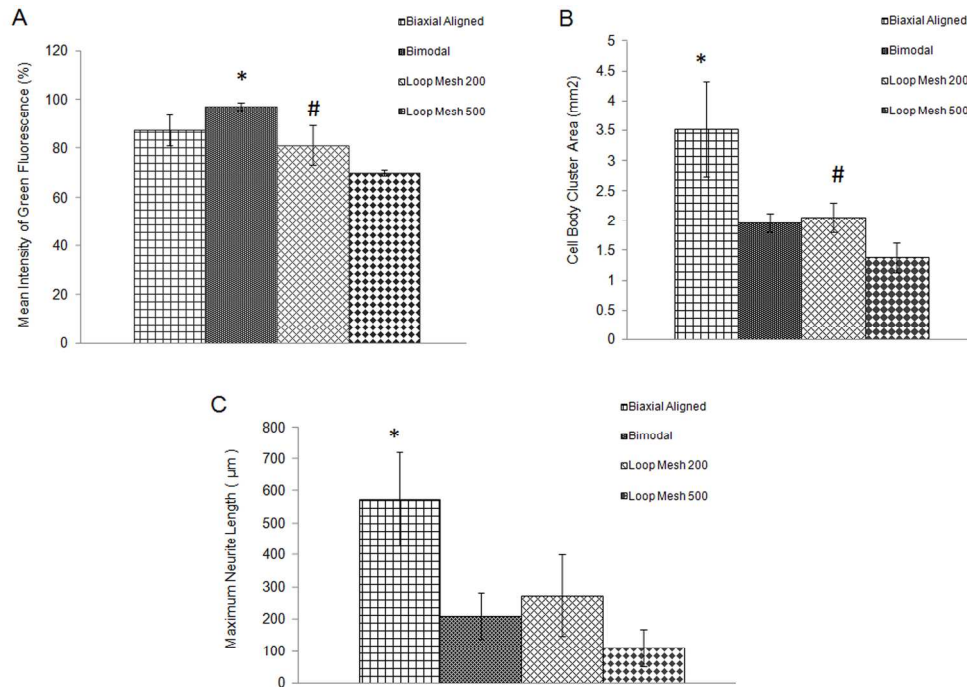 A
Biaxial Aligned
Bimodal
Loop Mesh 200
Loop Mesh 500
Mean Intensity of Green Fluorescence (%)
120
100
80
60
40
20
0
*
#
B
Biaxial Aligned
Bimodal
Loop Mesh 200
Loop Mesh 500
Cell Body Cluster Area (mm2)
5
4.5
4
3.5
3
2.5
2
1.5
1
0.5
0
*
#
C
Biaxial Aligned
Bimodal
Loop Mesh 200
Loop Mesh 500
Maximum Neurite Length ( µm)
800
700
600
500
400
300
200
100
0
*